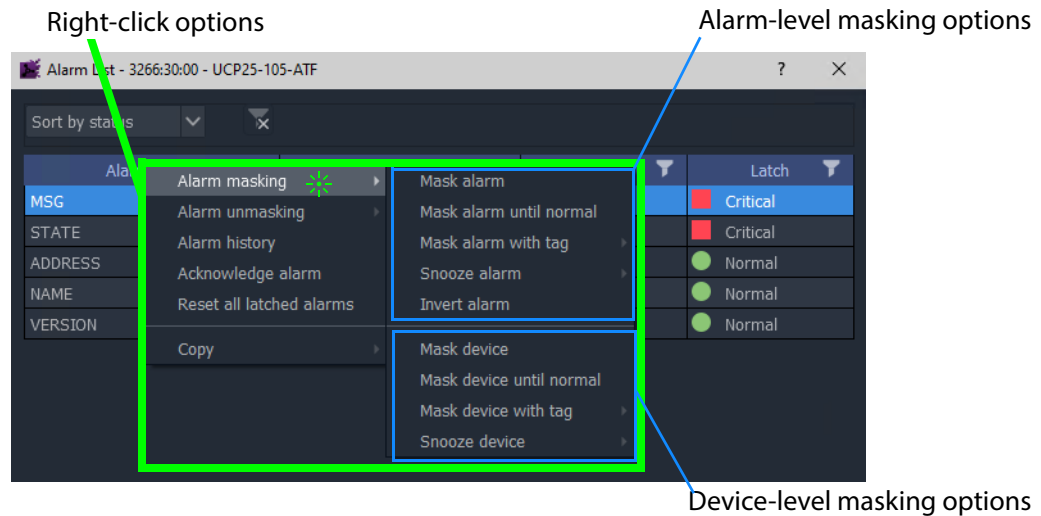 Right-click options
Alarm-level masking options
Alarm List - 3266:30:00 - UCP25-105-ATF
?
Sort by status
Ala
Latch
MSG
Critical
STATE
Critical
ADDRESS
Normal
NAME
Normal
VERSION
Normal
Alarm masking
Alarm unmasking
Alarm history
Acknowledge alarm
Reset all latched alarms
Copy
Mask alarm
Mask alarm until normal
Mask alarm with tag
Snooze alarm
Invert alarm
Mask device
Mask device until normal
Mask device with tag
Snooze device
Device-level masking options